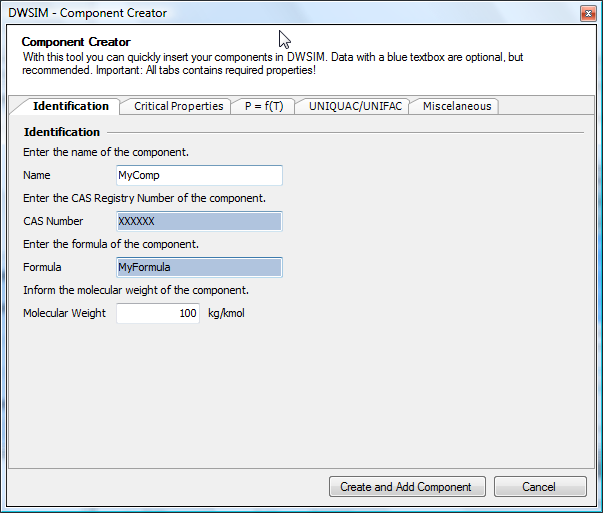 DWSIM - Component Creator
Component Creator
With this tool you can quickly insert your components in DWSIM. Data with a blue textbox are optional, but
recommended. Important: All tabs contains required properties!
Identification Critical Properties P = f(T) UNIQUAC/UNIFAC Miscelaneous
Identification
Enter the name of the component.
Name MyComp
Enter the CAS Registry Number of the component.
CAS Number XXXXXX
Enter the formula of the component.
Formula MyFormula
Inform the molecular weight of the component.
Molecular Weight 100 kg/kmol
Create and Add Component Cancel